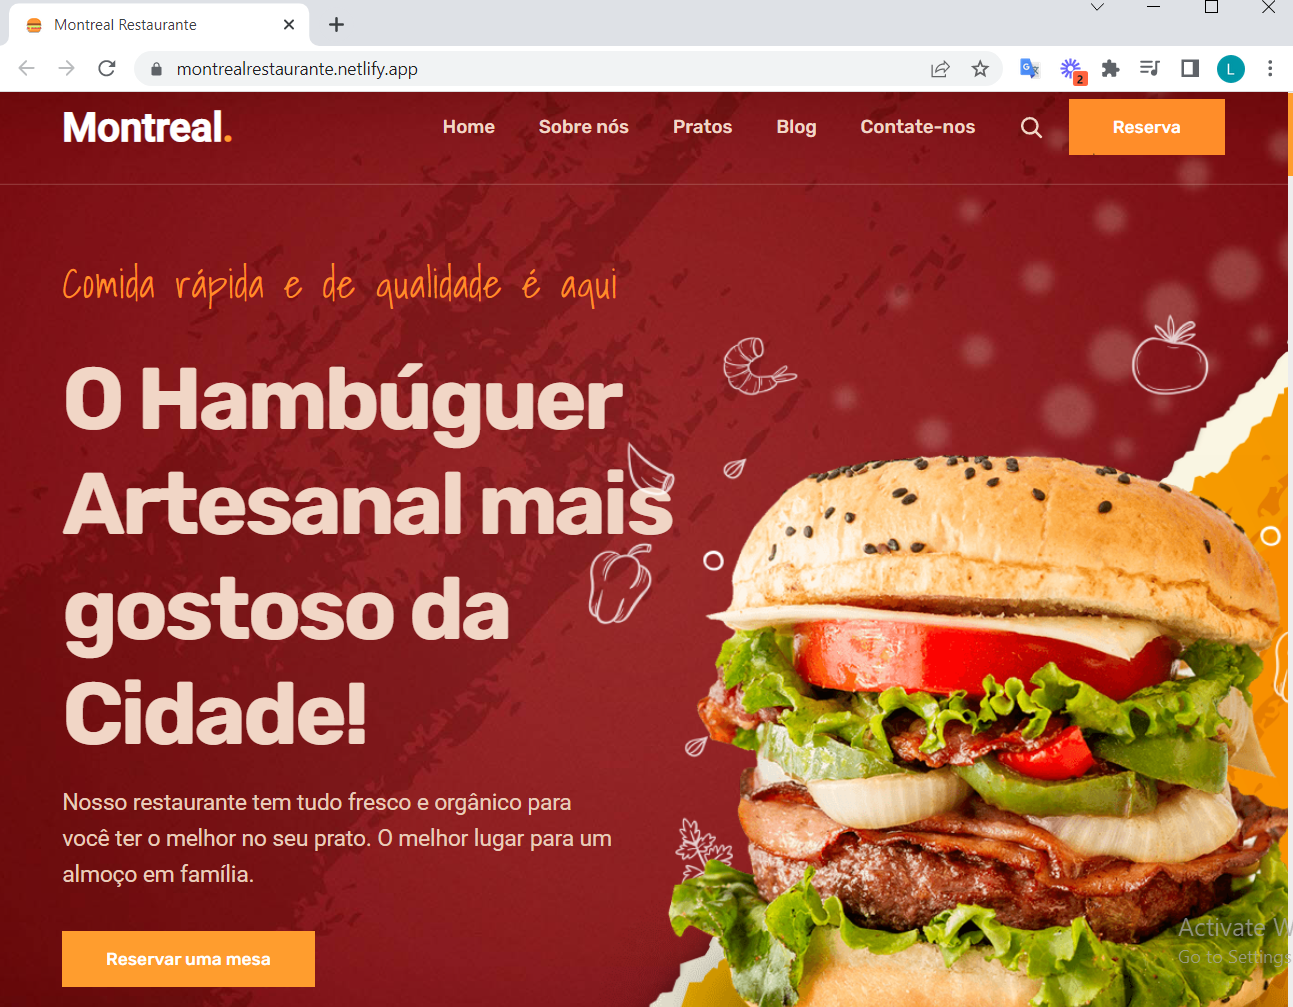 Montreal Restaurante
montrealrestaurante.netlify.app
2
L
Montreal.
Home Sobre nós Pratos Blog Contate-nos Reserva
Comida rápida e de qualidade é aqui
O Hambúguer
Artesanal mais
gostoso da
Cidade!
Nosso restaurante tem tudo fresco e orgânico para
você ter o melhor no seu prato. O melhor lugar para um
almoço em família.
Reservar uma mesa
Activate W
Go to Settings